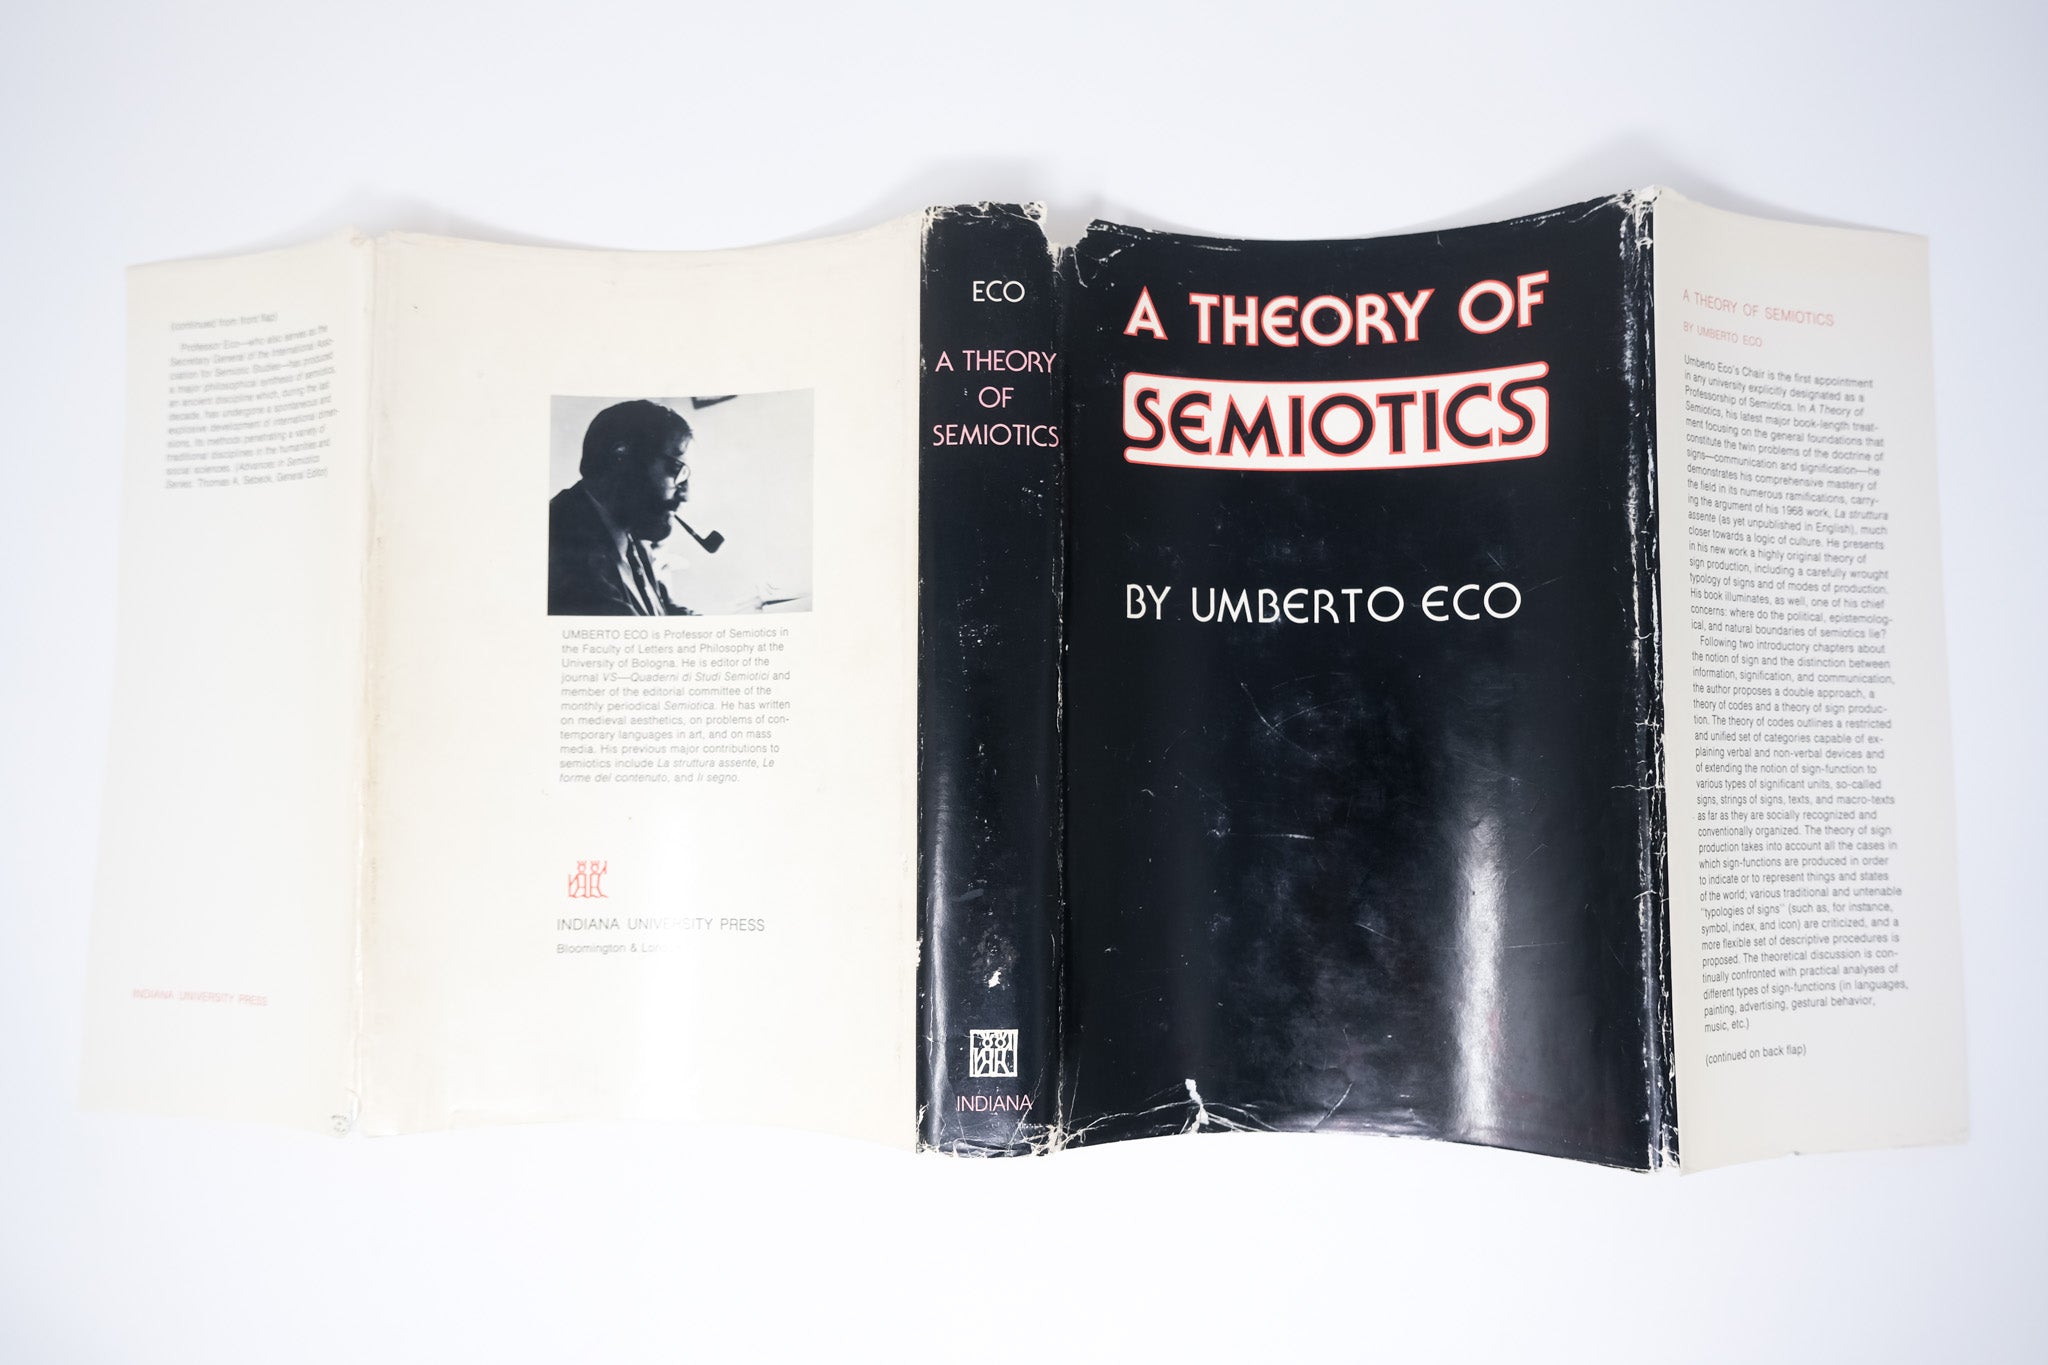 (continued from front flap)
Professor Eco—who also serves as the
Secretary General of the International Asso-
ciation for Semiotic Studies—has produced
a major philosophical synthesis of semiotics,
an ancient discipline which, during the last
decade, has undergone a spontaneous and
explosive development of international dimen-
sions, its methods penetrating a variety of
traditional disciplines in the humanities and
social sciences. (Advances in Semiotics
Series. Thomas A. Sebeok, General Editor)
INDIANA UNIVERSITY PRESS
UMBERTO ECO is Professor of Semiotics in
the Faculty of Letters and Philosophy at the
University of Bologna. He is editor of the
journal VS—Quaderni di Studi Semiotici and
member of the editorial committee of the
monthly periodical Semiotica. He has written
on medieval aesthetics, on problems of con-
temporary languages in art, and on mass
media. His previous major contributions to
semiotics include La struttura assente, Le
forme del contenuto, and Il segno.
INDIANA UNIVERSITY PRESS
Bloomington &
ECO
A THEORY
OF
SEMIOTICS
INDIANA
A THEORY OF
SEMIOTICS
BY UMBERTO ECO
A THEORY OF SEMIOTICS
BY UMBERTO ECO
Umberto Eco's Chair is the first appointment
in any university explicitly designated as a
Professorship of Semiotics. In A Theory of
Semiotics, his latest major book-length treat-
ment focusing on the general foundations that
constitute the twin problems of the doctrine of
signs—communication and signification—he
demonstrates his comprehensive mastery of
the field in its numerous ramifications, carry-
ing the argument of his 1968 work, La struttura
assente (as yet unpublished in English), much
closer towards a logic of culture. He presents
in his new work a highly original theory of
sign production, including a carefully wrought
typology of signs and of modes of production.
His book illuminates, as well, one of his chief
concerns: where do the political, epistemolog-
ical, and natural boundaries of semiotics lie?
Following two introductory chapters about
the notion of sign and the distinction between
information, signification, and communication,
the author proposes a double approach, a
theory of codes and a theory of sign produc-
tion. The theory of codes outlines a restricted
and unified set of categories capable of ex-
plaining verbal and non-verbal devices and
of extending the notion of sign-function to
various types of significant units, so-called
signs, strings of signs, texts, and macro-texts
as far as they are socially recognized and
conventionally organized. The theory of sign
production takes into account all the cases in
which sign-functions are produced in order
to indicate or to represent things and states
of the world; various traditional and untenable
"typologies of signs" (such as, for instance,
symbol, index, and icon) are criticized, and a
more flexible set of descriptive procedures is
proposed. The theoretical discussion is con-
tinually confronted with practical analyses of
different types of sign-functions (in languages,
painting, advertising, gestural behavior,
music, etc.)
(continued on back flap)